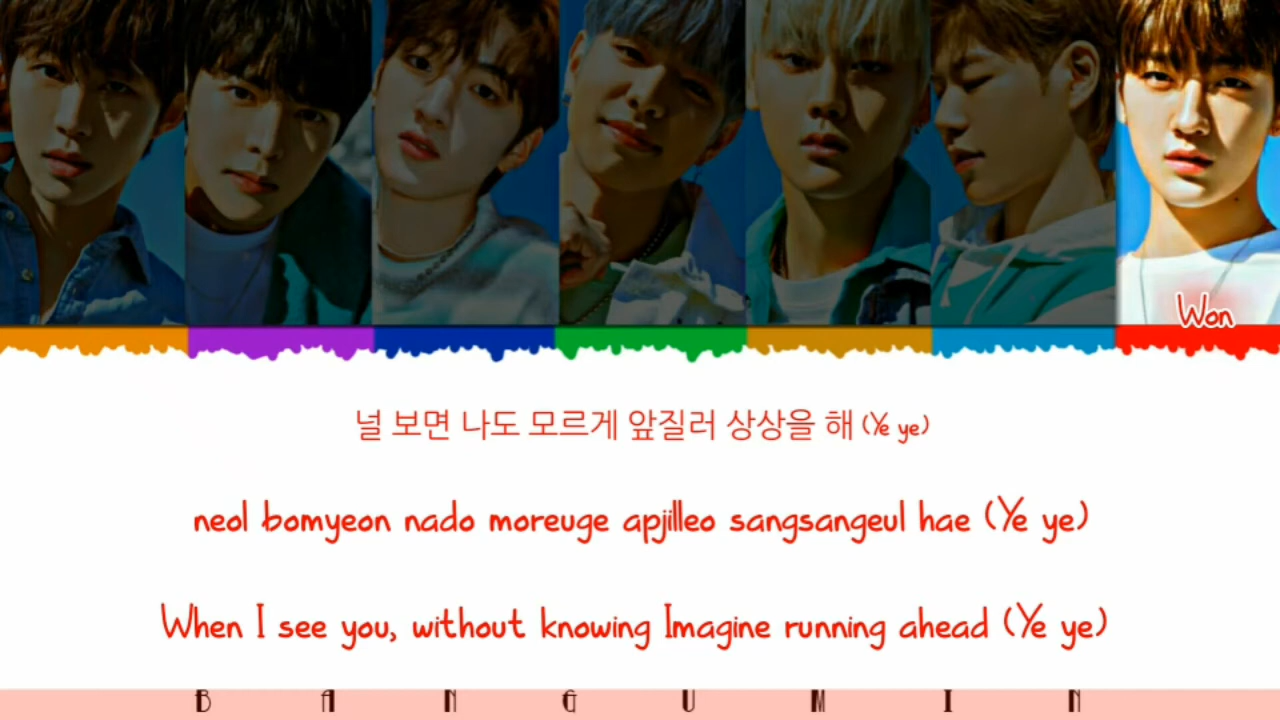 Won
널 보면 나도 모르게 앞질러 상상을 해 (Ye ye)
neol bomyeon nado moreuge apjilleo sangsangeul hae (Ye ye)
When I see you, without knowing Imagine running ahead (Ye ye)
B A N G U M I N